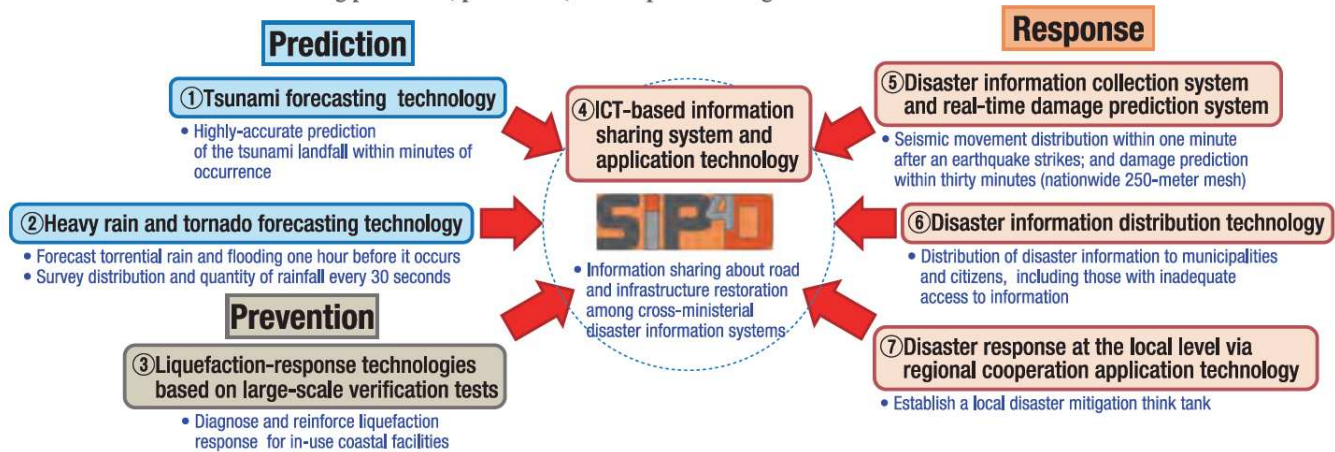 Prediction
①Tsunami forecasting technology
• Highly-accurate prediction
of the tsunami landfall within minutes of
occurrence
②Heavy rain and tornado forecasting technology
• Forecast torrential rain and flooding one hour before it occurs
• Survey distribution and quantity of rainfall every 30 seconds
Prevention
③Liquefaction-response technologies
based on large-scale verification tests
• Diagnose and reinforce liquefaction
response for in-use coastal facilities
④ICT-based information
sharing system and
application technology
SiP4D
• Information sharing about road
and infrastructure restoration
among cross-ministerial
disaster information systems
Response
⑤Disaster information collection system
and real-time damage prediction system
• Seismic movement distribution within one minute
after an earthquake strikes; and damage prediction
within thirty minutes (nationwide 250-meter mesh)
⑥Disaster information distribution technology
• Distribution of disaster information to municipalities
and citizens, including those with inadequate
access to information
⑦Disaster response at the local level via
regional cooperation application technology
• Establish a local disaster mitigation think tank